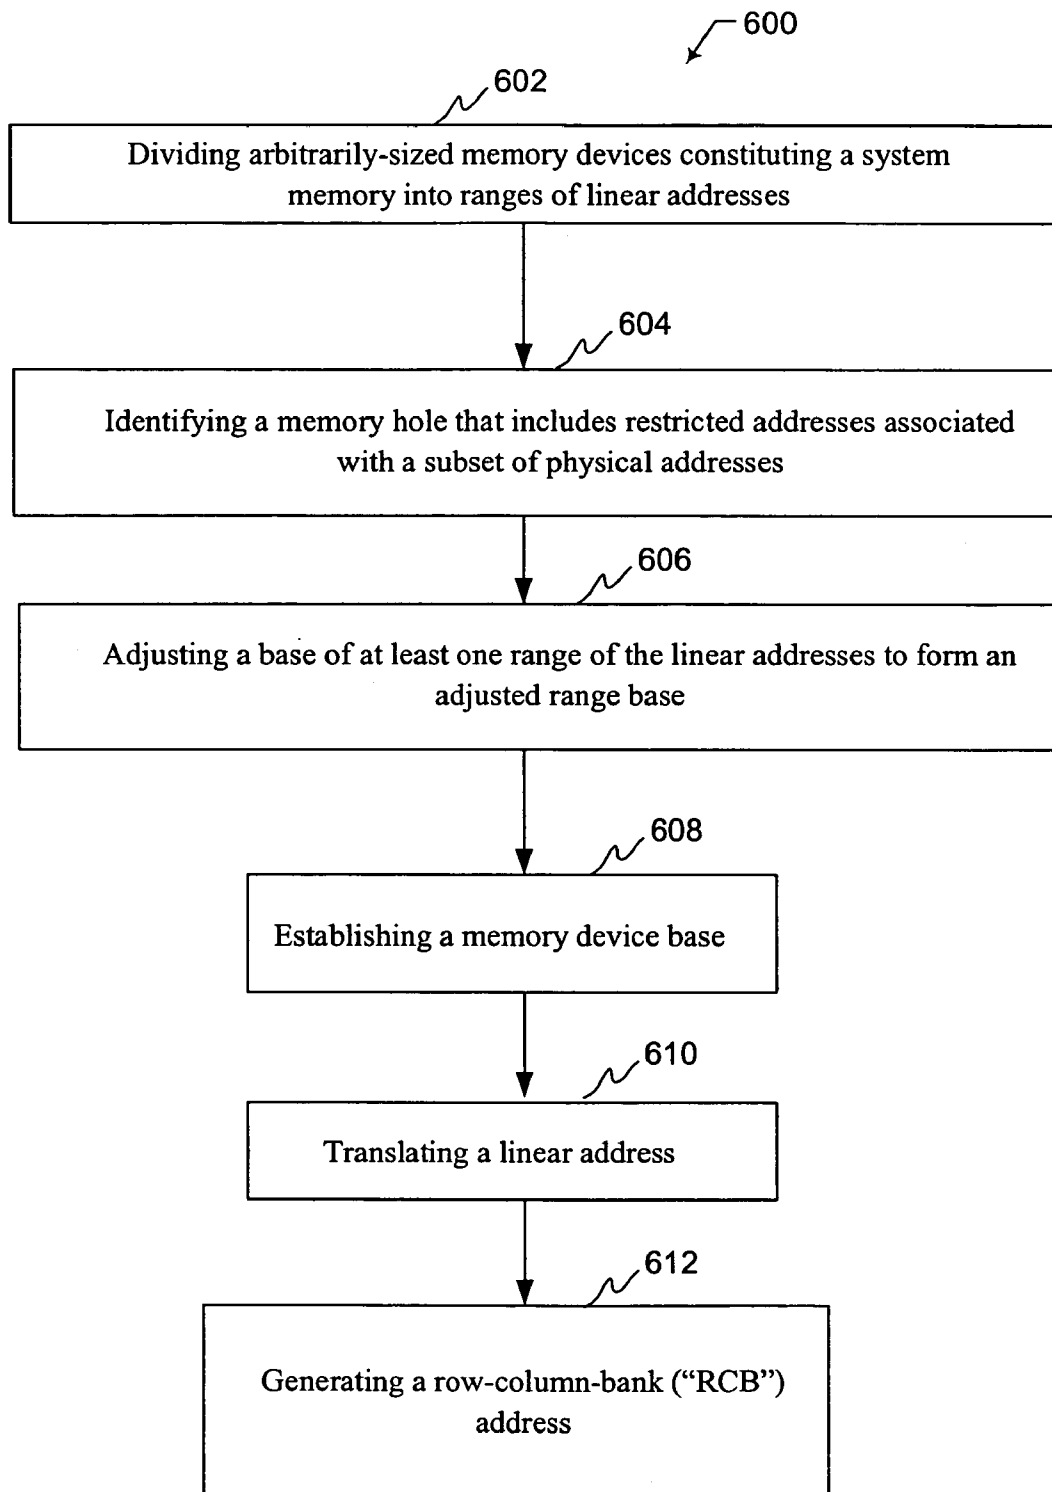 600
602
Dividing arbitrarily-sized memory devices constituting a system
memory into ranges of linear addresses
604
Identifying a memory hole that includes restricted addresses associated
with a subset of physical addresses
606
Adjusting a base of at least one range of the linear addresses to form an
adjusted range base
608
Establishing a memory device base
610
Translating a linear address
612
Generating a row-column-bank (“RCB”)
address